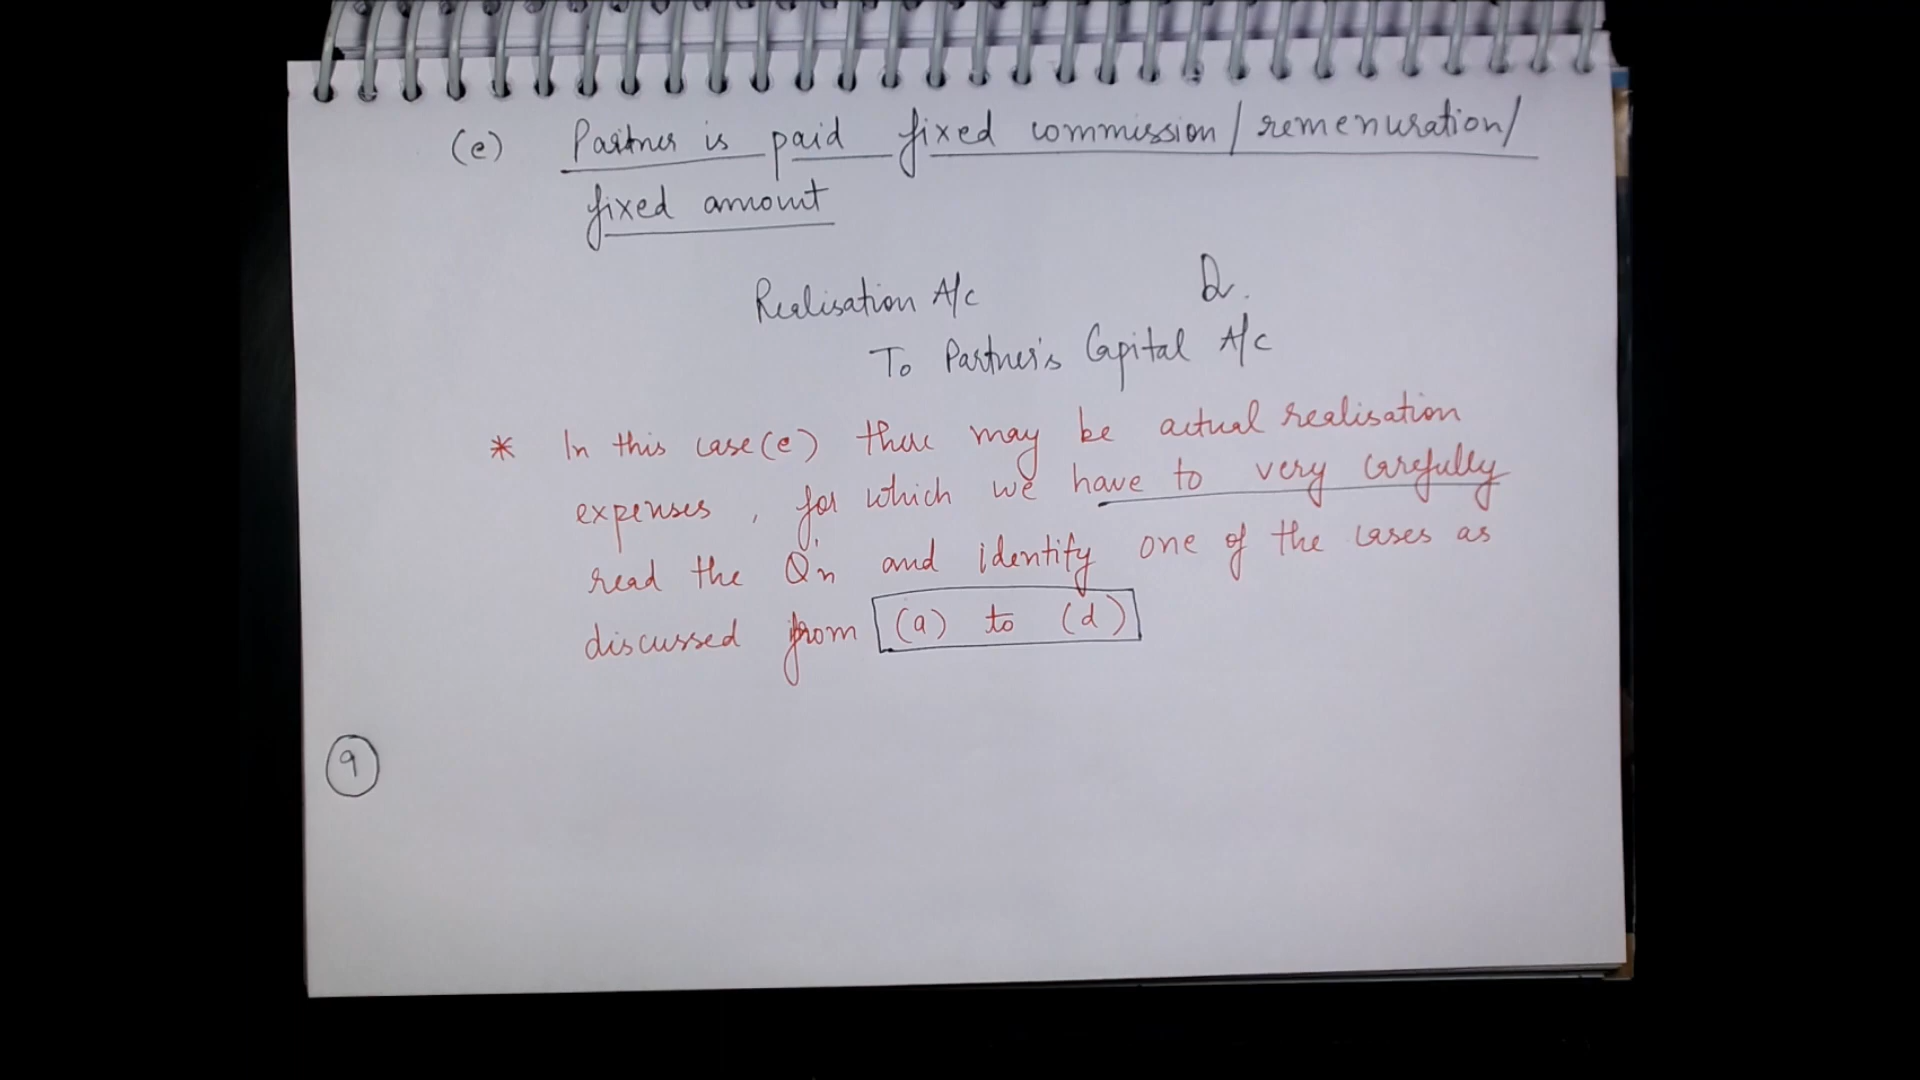 (e) Partner is paid fixed commission/remenuration/
fixed amount
Realisation A/c Dr.
To Partner's Capital A/c
* In this case (e) there may be actual realisation
expenses, for which we have to very carefully
read the Q'n and identify one of the cases as
discussed from (a) to (d)
9